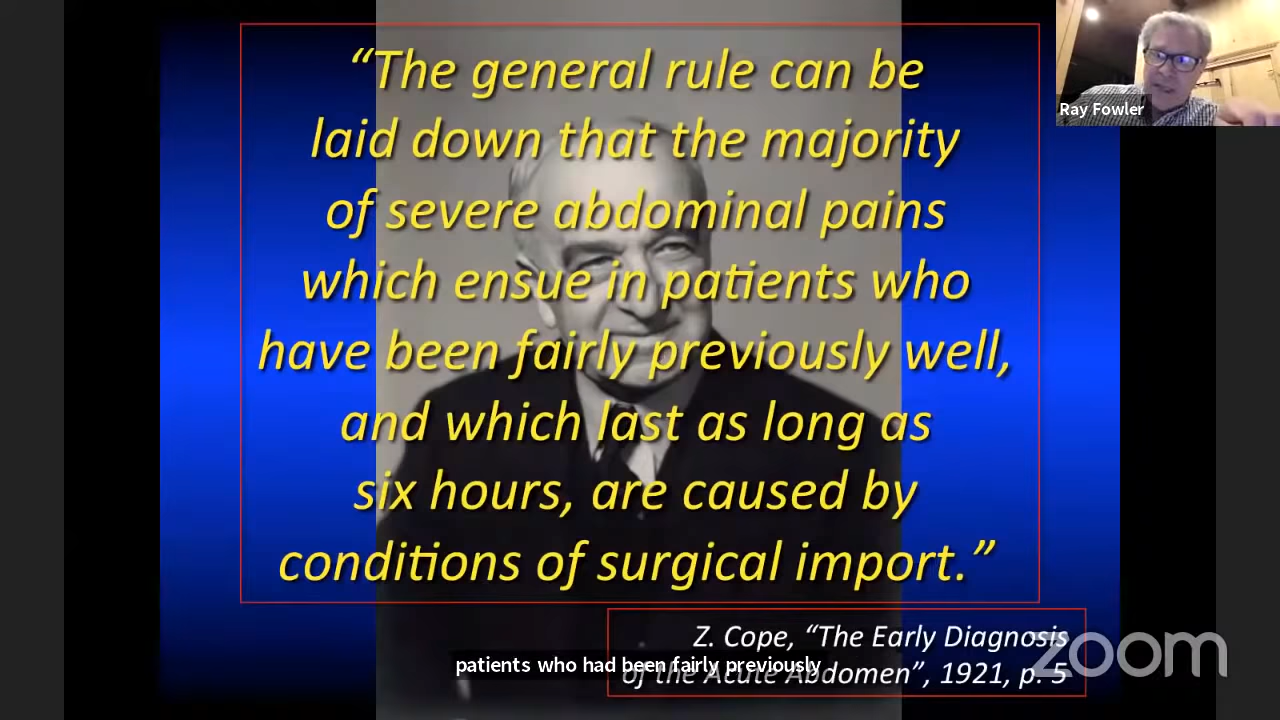 “The general rule can be
laid down that the majority
of severe abdominal pains
which ensue in patients who
have been fairly previously well,
and which last as long as
six hours, are caused by
conditions of surgical import.”
Z. Cope, “The Early Diagnosis
of the Acute Abdomen”, 1921, p. 5
patients who had been fairly previously
Ray Fowler
zoom